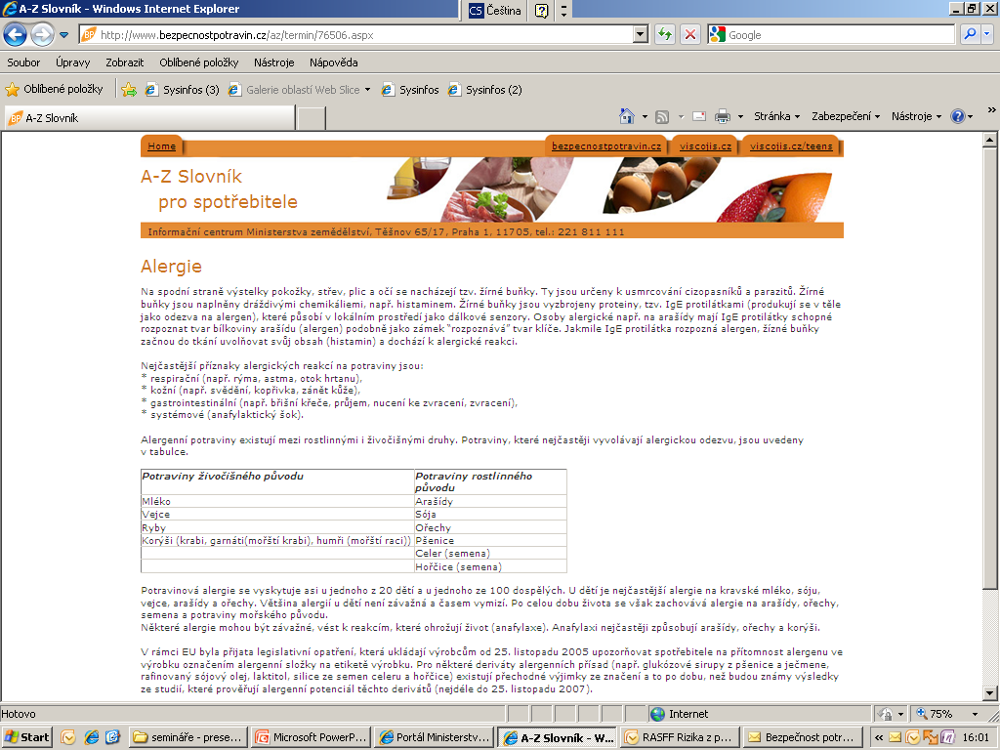 A-Z Slovník - Windows Internet Explorer
CS Čeština
http://www.bezpecnostpotravin.cz/az/termin/76506.aspx
Google
Soubor Úpravy Zobrazit Oblíbené položky Nástroje Nápověda
Oblíbené položky Sysinfos (3) Galerie oblastí Web Slice Sysinfos Sysinfos (2)
A-Z Slovník
Stránka Zabezpečení Nástroje
Home bezpecnostpotravin.cz viscojis.cz viscojis.cz/teens
A-Z Slovník
pro spotřebitele
Informační centrum Ministerstva zemědělství, Těšnov 65/17, Praha 1, 11705, tel.: 221 811 111
Alergie
Na spodní straně výstelky pokožky, střev, plic a očí se nacházejí tzv. žírné buňky. Ty jsou určeny k usmrcování cizopasníků a parazitů. Žírné
buňky jsou naplněny dráždivými chemikáliemi, např. histaminem. Žírné buňky jsou vyzbrojeny proteiny, tzv. IgE protilátkami (produkují se v těle
jako odezva na alergen), které působí v lokálním prostředí jako dálkové senzory. Osoby alergické např. na arašídy mají IgE protilátky schopné
rozpoznat tvar bílkoviny arašídu (alergen) podobně jako zámek "rozpoznává" tvar klíče. Jakmile IgE protilátka rozpozná alergen, žízné buňky
začnou do tkání uvolňovat svůj obsah (histamin) a dochází k alergické reakci.
Nejčastější příznaky alergických reakcí na potraviny jsou:
* respirační (např. rýma, astma, otok hrtanu),
* kožní (např. svědění, kopřivka, zánět kůže),
* gastrointestinální (např. břišní křeče, průjem, nucení ke zvracení, zvracení),
* systémové (anafylaktický šok).
Alergenní potraviny existují mezi rostlinnými i živočišnými druhy. Potraviny, které nejčastěji vyvolávají alergickou odezvu, jsou uvedeny
v tabulce.
Potraviny živočišného původu Potraviny rostlinného
původu
Mléko Arašídy
Vejce Sója
Ryby Ořechy
Korýši (krabi, garnáti(mořští krabi), humři (mořští raci)) Pšenice
Celer (semena)
Hořčice (semena)
Potravinová alergie se vyskytuje asi u jednoho z 20 dětí a u jednoho ze 100 dospělých. U dětí je nejčastější alergie na kravské mléko, sóju,
vejce, arašídy a ořechy. Většina alergií u dětí není závažná a časem vymizí. Po celou dobu života se však zachovává alergie na arašídy, ořechy,
semena a potraviny mořského původu.
Některé alergie mohou být závažné, vést k reakcím, které ohrožují život (anafylaxe). Anafylaxi nejčastěji způsobují arašídy, ořechy a korýši.
V rámci EU byla přijata legislativní opatření, která ukládají výrobcům od 25. listopadu 2005 upozorňovat spotřebitele na přítomnost alergenu ve
výrobku označením alergenní složky na etiketě výrobku. Pro některé deriváty alergenních přísad (např. glukózové sirupy z pšenice a ječmene,
rafinovaný sójový olej, laktitol, silice ze semen celeru a hořčice) existují přechodné výjimky ze značení a to po dobu, než budou známy výsledky
ze studií, které prověřují alergenní potenciál těchto derivátů (nejdéle do 25. listopadu 2007).
Hotovo Internet 75%
Start semináře - prese... Microsoft PowerP... Portál Ministerstv... A-Z Slovník - W... RASFF Rizika z p... Bezpečnost potr... 16:01